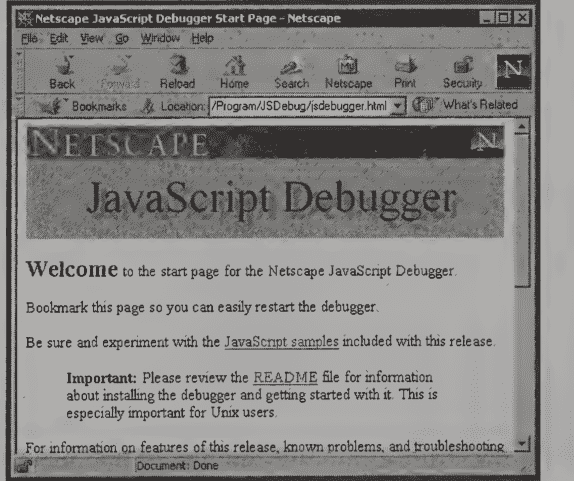 Netscape JavaScript Debugger Start Page - Netscape
File Edit View Go Window Help
Back Forward Reload Home Search Netscape Print Security N
Bookmarks Location: /Program/JSDebug/jsdebugger.html What's Related
NETSCAPE N
JavaScript Debugger
Welcome to the start page for the Netscape JavaScript Debugger.
Bookmark this page so you can easily restart the debugger.
Be sure and experiment with the JavaScript samples included with this release.
Important: Please review the README file for information
about installing the debugger and getting started with it. This is
especially important for Unix users.
For information on features of this release, known problems, and troubleshooting
Document: Done